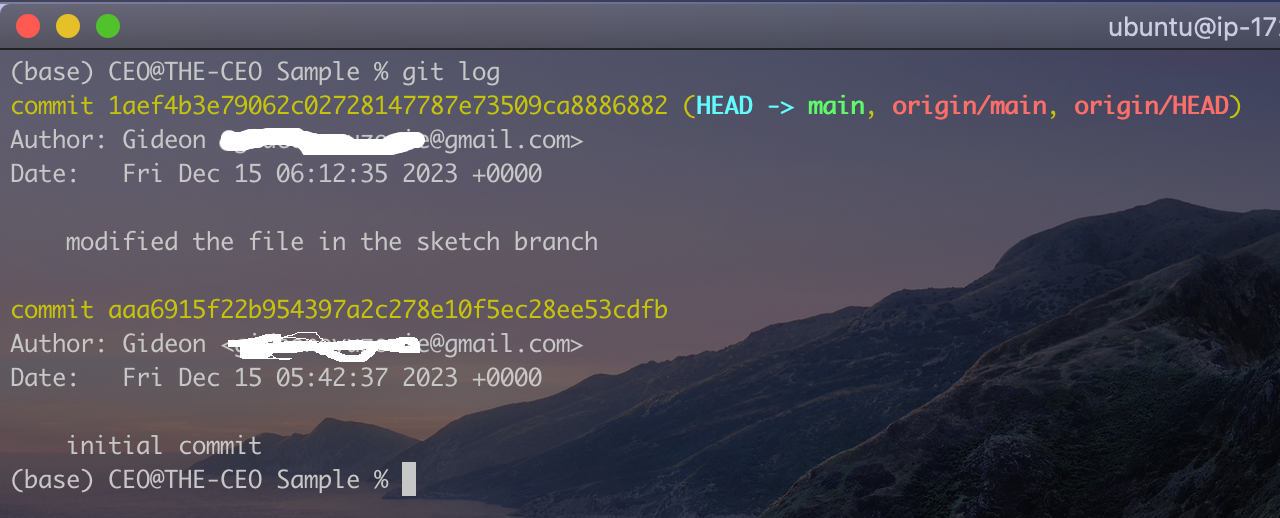 ubuntu@ip-17
(base) CEO@THE-CEO Sample % git log
commit 1aef4b3e79062c02728147787e73509ca8886882 (HEAD -> main, origin/main, origin/HEAD)
Author: Gideon @gmail.com>
Date:   Fri Dec 15 06:12:35 2023 +0000
modified the file in the sketch branch
commit aaa6915f22b954397a2c278e10f5ec28ee53cdfb
Author: Gideon <@gmail.com>
Date:   Fri Dec 15 05:42:37 2023 +0000
initial commit
(base) CEO@THE-CEO Sample %